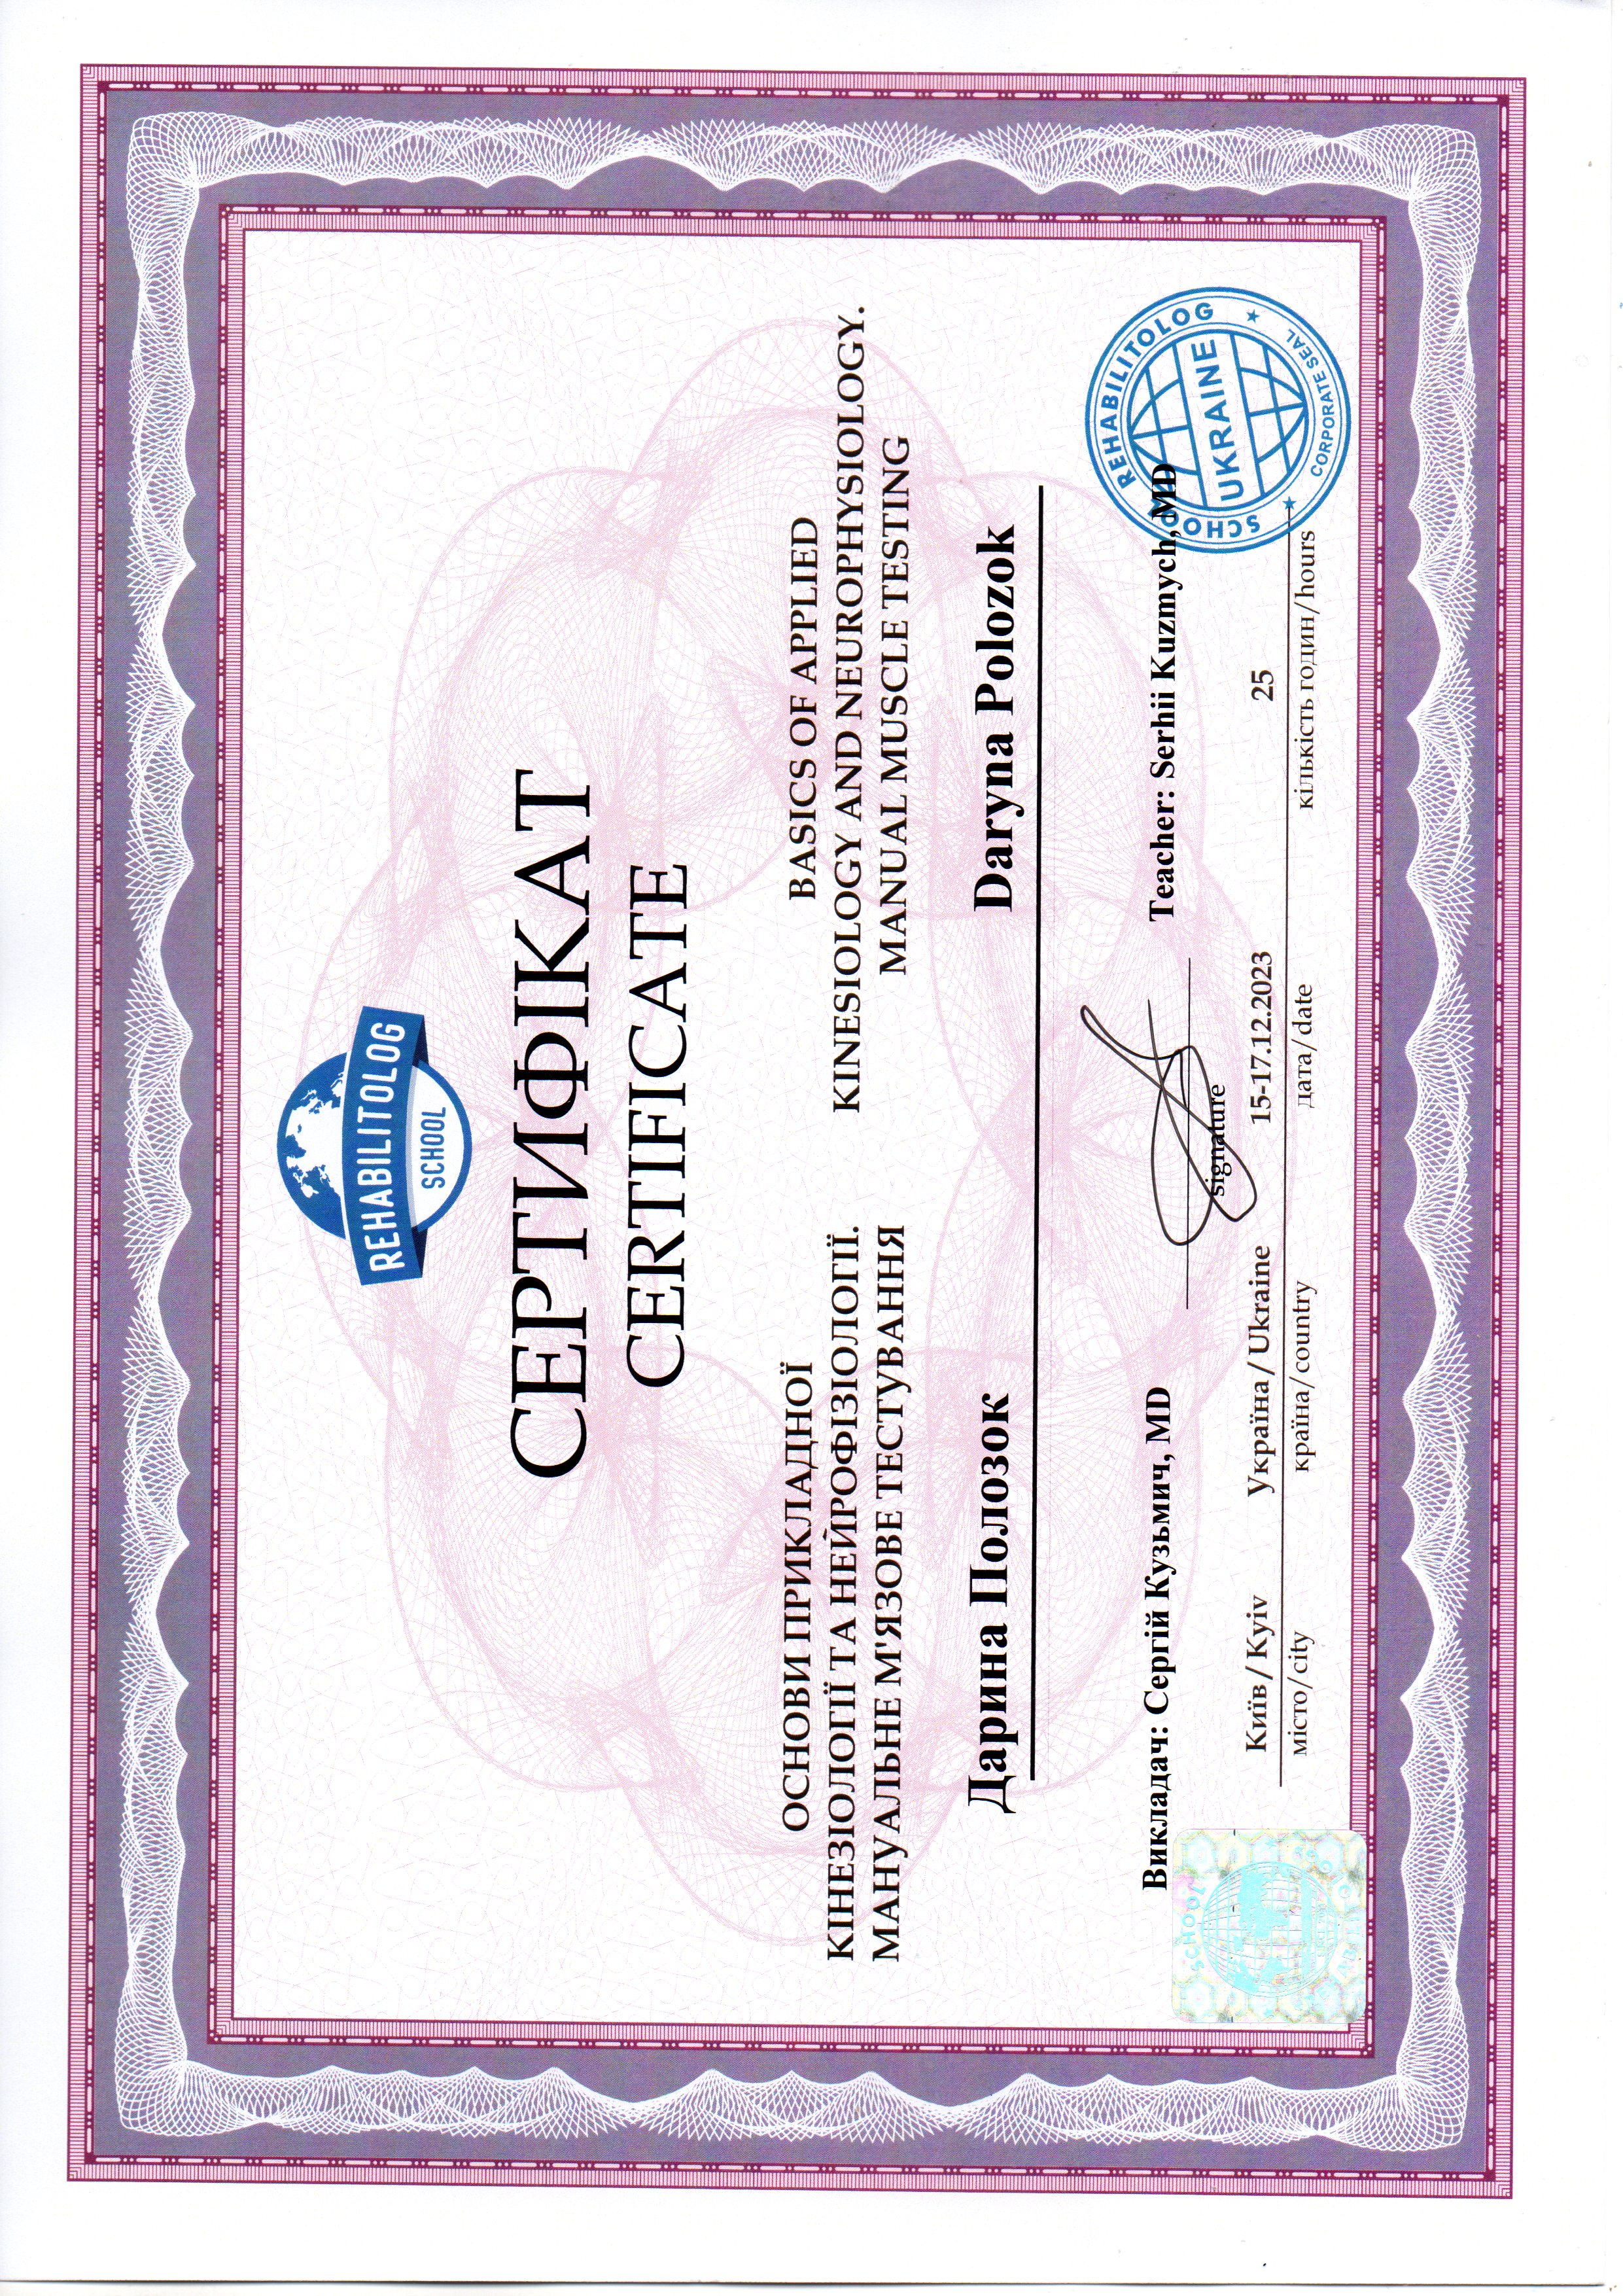 REHABILITOLOG
SCHOOL
СЕРТИФІКАТ
CERTIFICATE
ОСНОВИ ПРИКЛАДНОЇ
КІНЕЗІОЛОГІЇ ТА НЕЙРОФІЗІОЛОГІЇ.
МАНУАЛЬНЕ М'ЯЗОВЕ ТЕСТУВАННЯ
BASICS OF APPLIED
KINESIOLOGY AND NEUROPHYSIOLOGY.
MANUAL MUSCLE TESTING
Дарина Полозок
Daryna Polozok
Викладач: Сергій Кузьмич, MD
signature
Teacher: Serhii Kuzmych, MD
Київ / Kyiv
Україна / Ukraine
15-17.12.2023
25
місто/city
країна/country
дата/date
кількість годин/hours
SCHOOL REHABILITOLOG
UKRAINE
CORPORATE SEAL
SCHOOL